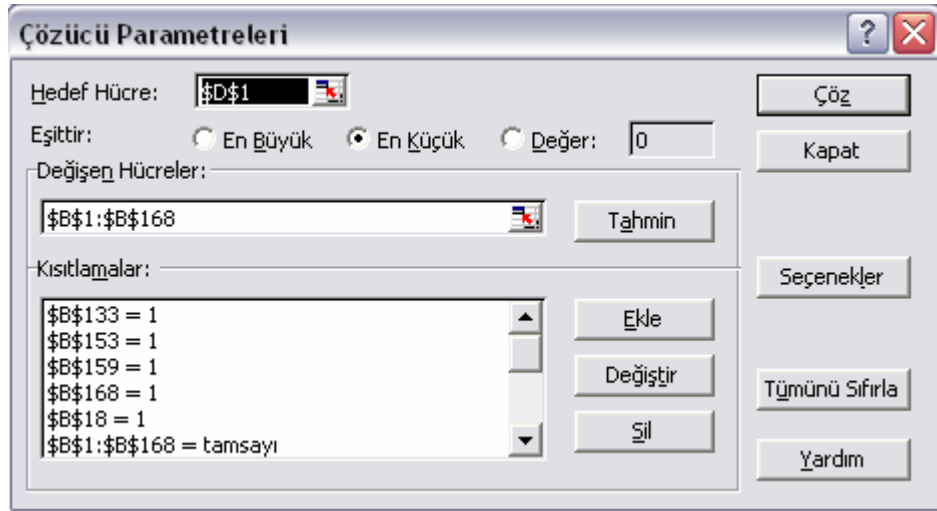 Çözücü Parametreleri
Hedef Hücre: $D$1
Çöz
Eşittir: En Büyük En Küçük Değer: 0
Kapat
Değişen Hücreler:
$B$1:$B$168
Tahmin
Kısıtlamalar:
Seçenekler
$B$133 = 1
Ekle
$B$153 = 1
$B$159 = 1
Değiştir
$B$168 = 1
Tümünü Sıfırla
$B$18 = 1
Sil
$B$1:$B$168 = tamsayı
Yardım